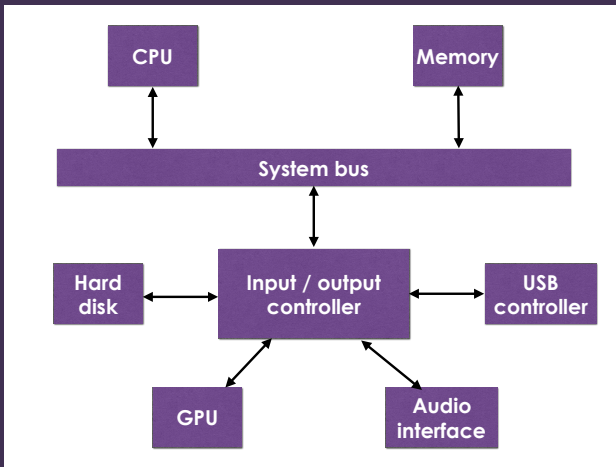 CPU
Memory
System bus
Hard
disk
Input / output
controller
USB
controller
GPU
Audio
interface